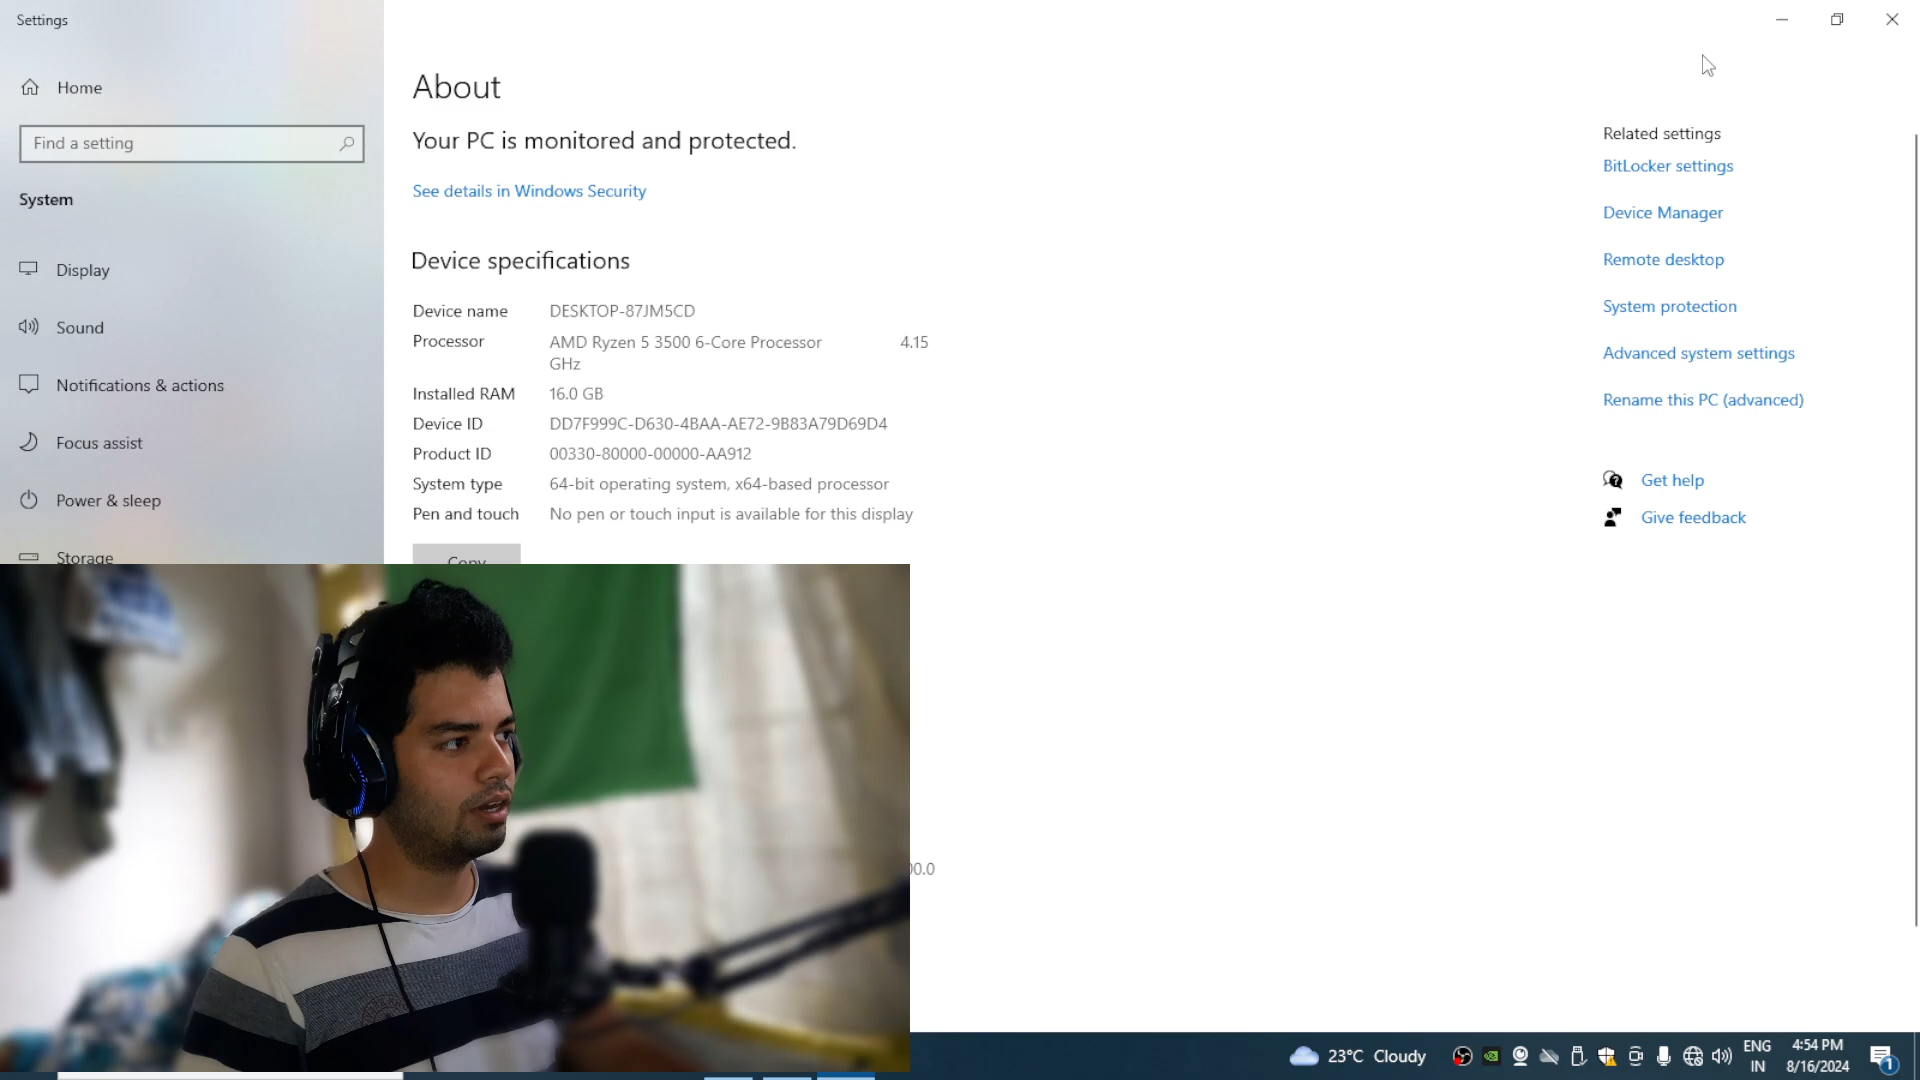 Settings
Home
Find a setting
System
Display
Sound
Notifications & actions
Focus assist
Power & sleep
Storage
About
Your PC is monitored and protected.
See details in Windows Security
Device specifications
Device name DESKTOP-87JM5CD
Processor AMD Ryzen 5 3500 6-Core Processor 4.15
GHz
Installed RAM 16.0 GB
Device ID DD7F999C-D630-4BAA-AE72-9B83A79D69D4
Product ID 00330-80000-00000-AA912
System type 64-bit operating system, x64-based processor
Pen and touch No pen or touch input is available for this display
Copy
00.0
Related settings
BitLocker settings
Device Manager
Remote desktop
System protection
Advanced system settings
Rename this PC (advanced)
Get help
Give feedback
23°C Cloudy
ENG
IN
4:54 PM
8/16/2024
1